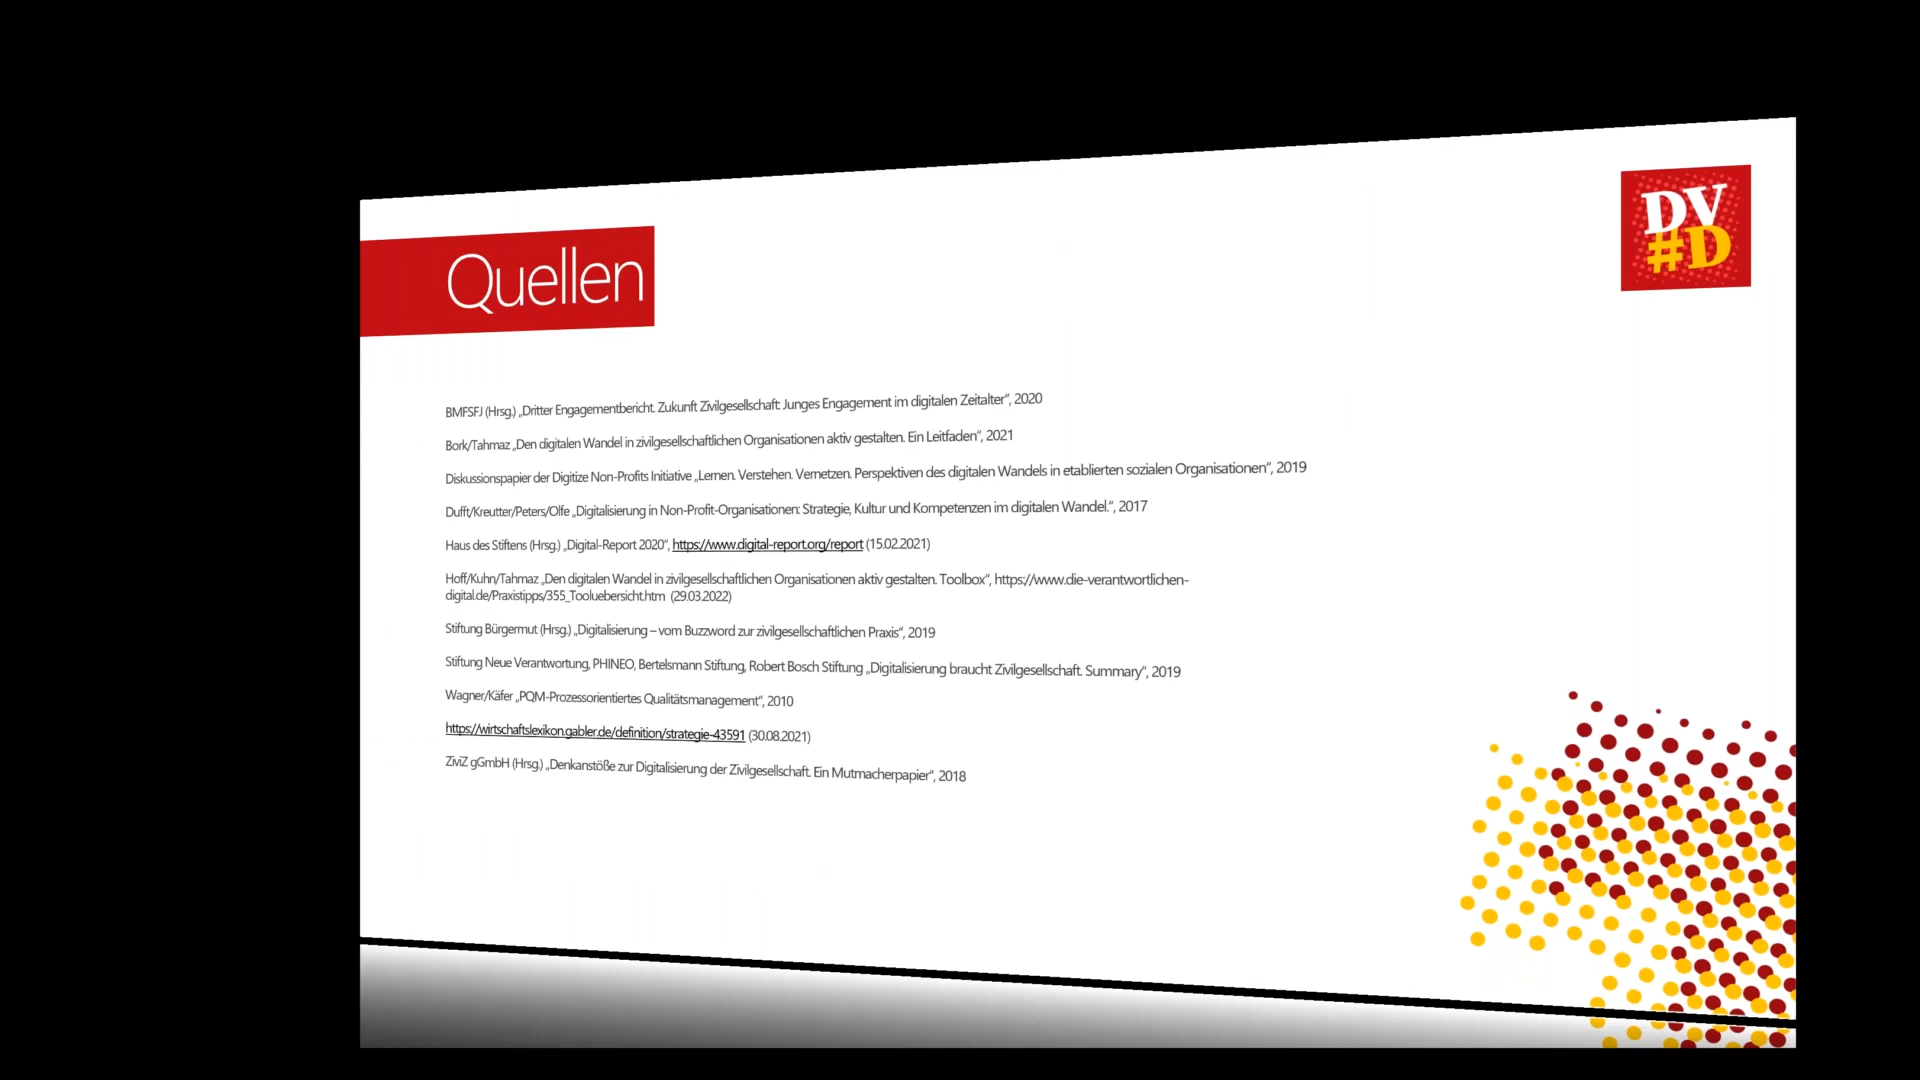 DV
#D
Quellen
BMFSFJ (Hrsg.) „Dritter Engagementbericht. Zukunft Zivilgesellschaft: Junges Engagement im digitalen Zeitalter“, 2020
Bork/Tahmaz „Den digitalen Wandel in zivilgesellschaftlichen Organisationen aktiv gestalten. Ein Leitfaden“, 2021
Diskussionspapier der Digitize Non-Profits Initiative „Lernen. Verstehen. Vernetzen. Perspektiven des digitalen Wandels in etablierten sozialen Organisationen“, 2019
Dufft/Kreutter/Peters/Olfe „Digitalisierung in Non-Profit-Organisationen: Strategie, Kultur und Kompetenzen im digitalen Wandel.“, 2017
Haus des Stiftens (Hrsg.) „Digital-Report 2020“, https://www.digital-report.org/report (15.02.2021)
Hoff/Kuhn/Tahmaz „Den digitalen Wandel in zivilgesellschaftlichen Organisationen aktiv gestalten. Toolbox“, https://www.die-verantwortlichen-
digital.de/Praxistipps/355_Tooluebersicht.htm (29.03.2022)
Stiftung Bürgermut (Hrsg.) „Digitalisierung – vom Buzzword zur zivilgesellschaftlichen Praxis“, 2019
Stiftung Neue Verantwortung, PHINEO, Bertelsmann Stiftung, Robert Bosch Stiftung „Digitalisierung braucht Zivilgesellschaft. Summary“, 2019
Wagner/Käfer „PQM-Prozessorientiertes Qualitätsmanagement“, 2010
https://wirtschaftslexikon.gabler.de/definition/strategie-43591 (30.08.2021)
ZiviZ gGmbH (Hrsg.) „Denkanstöße zur Digitalisierung der Zivilgesellschaft. Ein Mutmacherpapier“, 2018